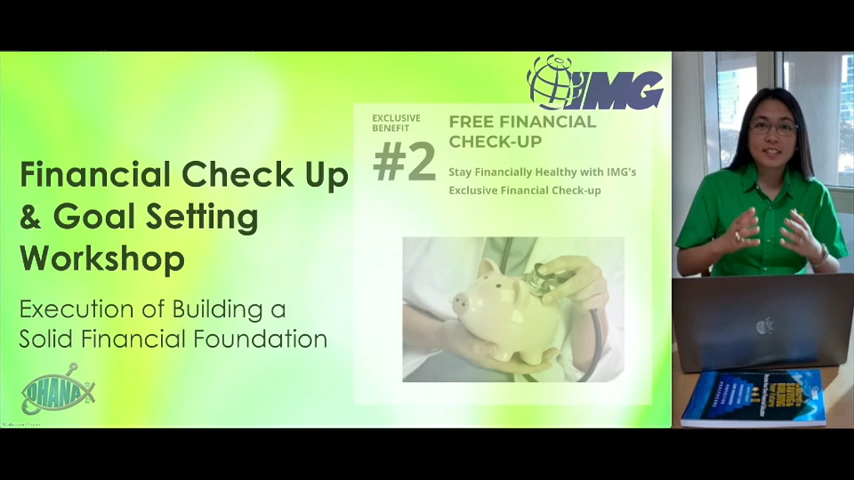 IMG
EXCLUSIVE
BENEFIT
#2
FREE FINANCIAL
CHECK-UP
Stay Financially Healthy with IMG's
Exclusive Financial Check-up
Financial Check Up
& Goal Setting
Workshop
Execution of Building a
Solid Financial Foundation
OHANA